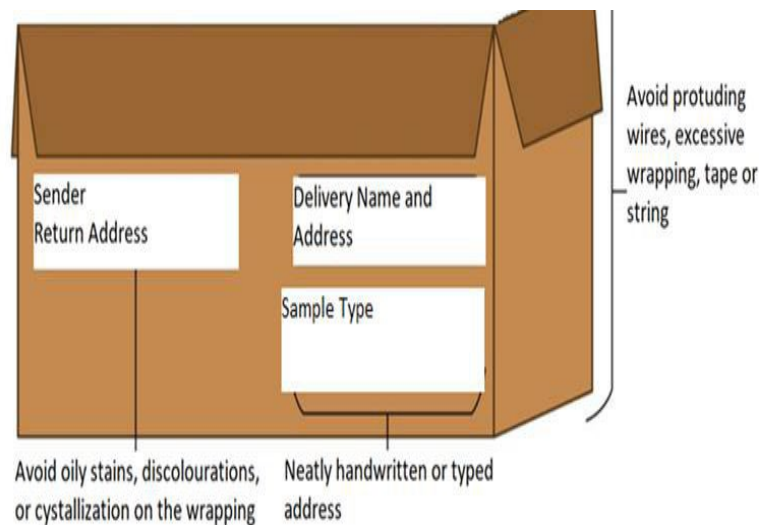 Sender
Return Address
Delivery Name and
Address
Sample Type
Avoid protuding
wires, excessive
wrapping, tape or
string
Avoid oily stains, discolourations,
or cystallization on the wrapping
Neatly handwritten or typed
address